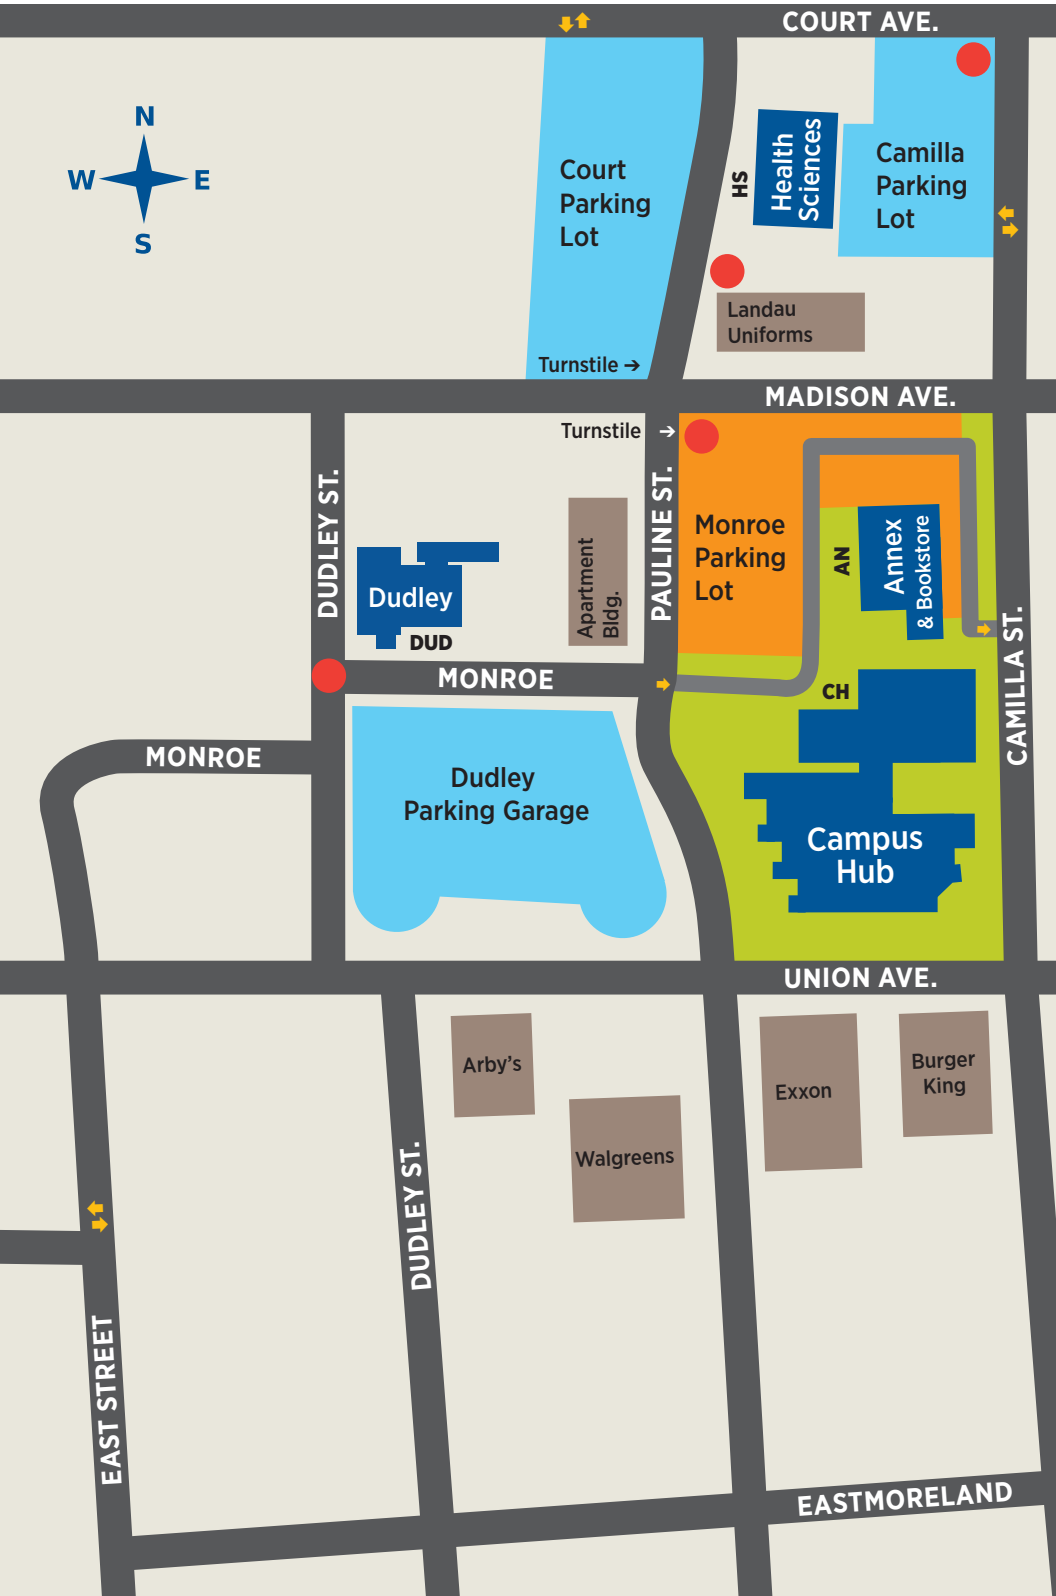 COURT AVE.
N
W
E
S
Court
Parking
Lot
HS
Health
Sciences
Camilla
Parking
Lot
Landau
Uniforms
Turnstile →
MADISON AVE.
Turnstile →
DUDLEY ST.
PAULINE ST.
Monroe
Parking
Lot
AN
Annex
& Bookstore
Apartment
Bldg.
Dudley
DUD
MONROE
CH
CAMILLA ST.
MONROE
Dudley
Parking Garage
Campus
Hub
UNION AVE.
Arby's
Walgreens
Exxon
Burger
King
DUDLEY ST.
EAST STREET
EASTMORELAND